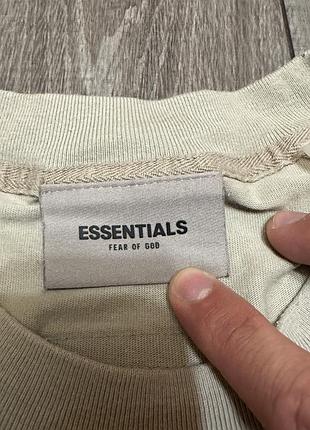 ESSENTIALS
FEAR OF GOD